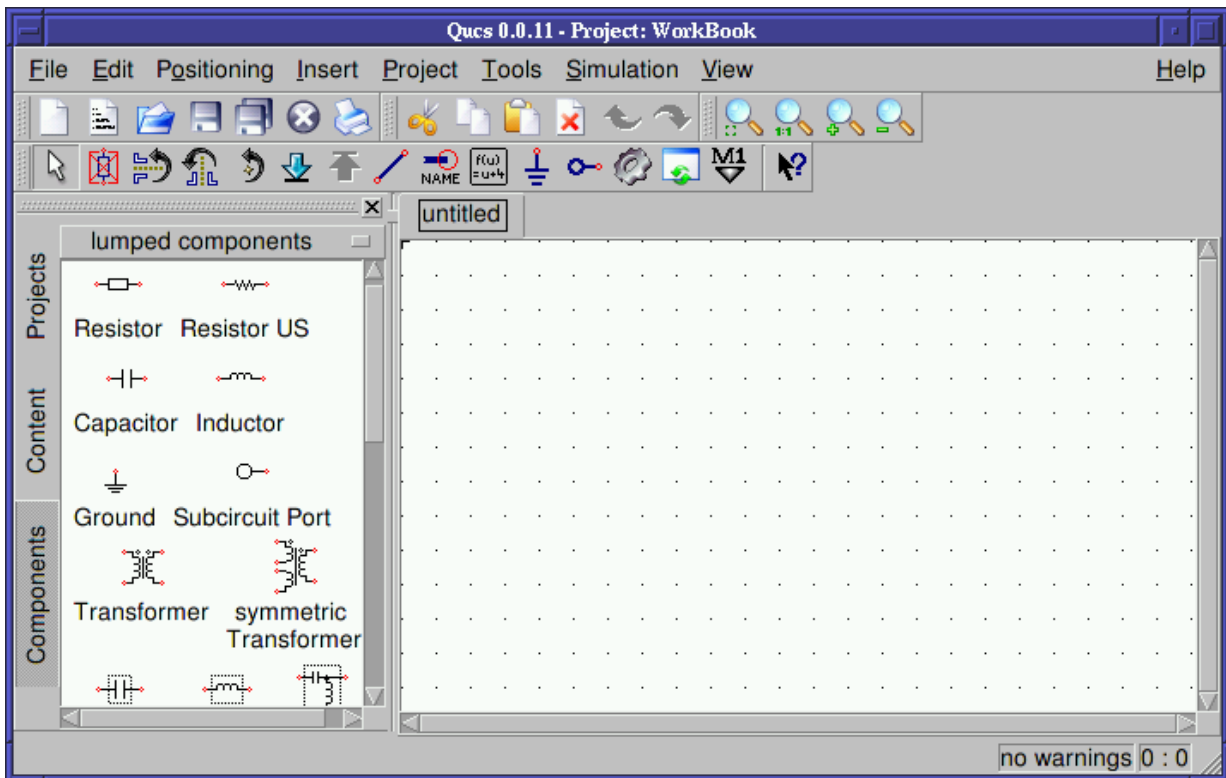 Qucs 0.0.11 - Project: WorkBook
File Edit Positioning Insert Project Tools Simulation View Help
1:1
NAME f(u) =u+4 M1 ?
untitled
lumped components
Projects
Content
Components
Resistor Resistor US
Capacitor Inductor
Ground Subcircuit Port
Transformer symmetric
Transformer
no warnings 0 : 0